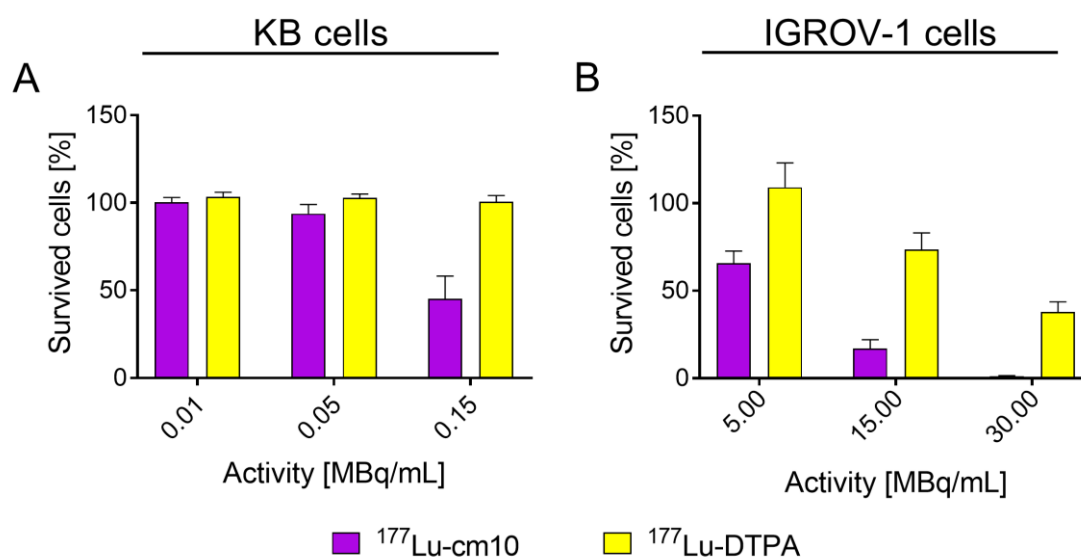 KB cells
IGROV-1 cells
A
B
Survived cells [%]
150
100
50
0
0.01
0.05
0.15
Activity [MBq/mL]
Survived cells [%]
150
100
50
0
5.00
15.00
30.00
Activity [MBq/mL]
¹⁷⁷Lu-cm10
¹⁷⁷Lu-DTPA